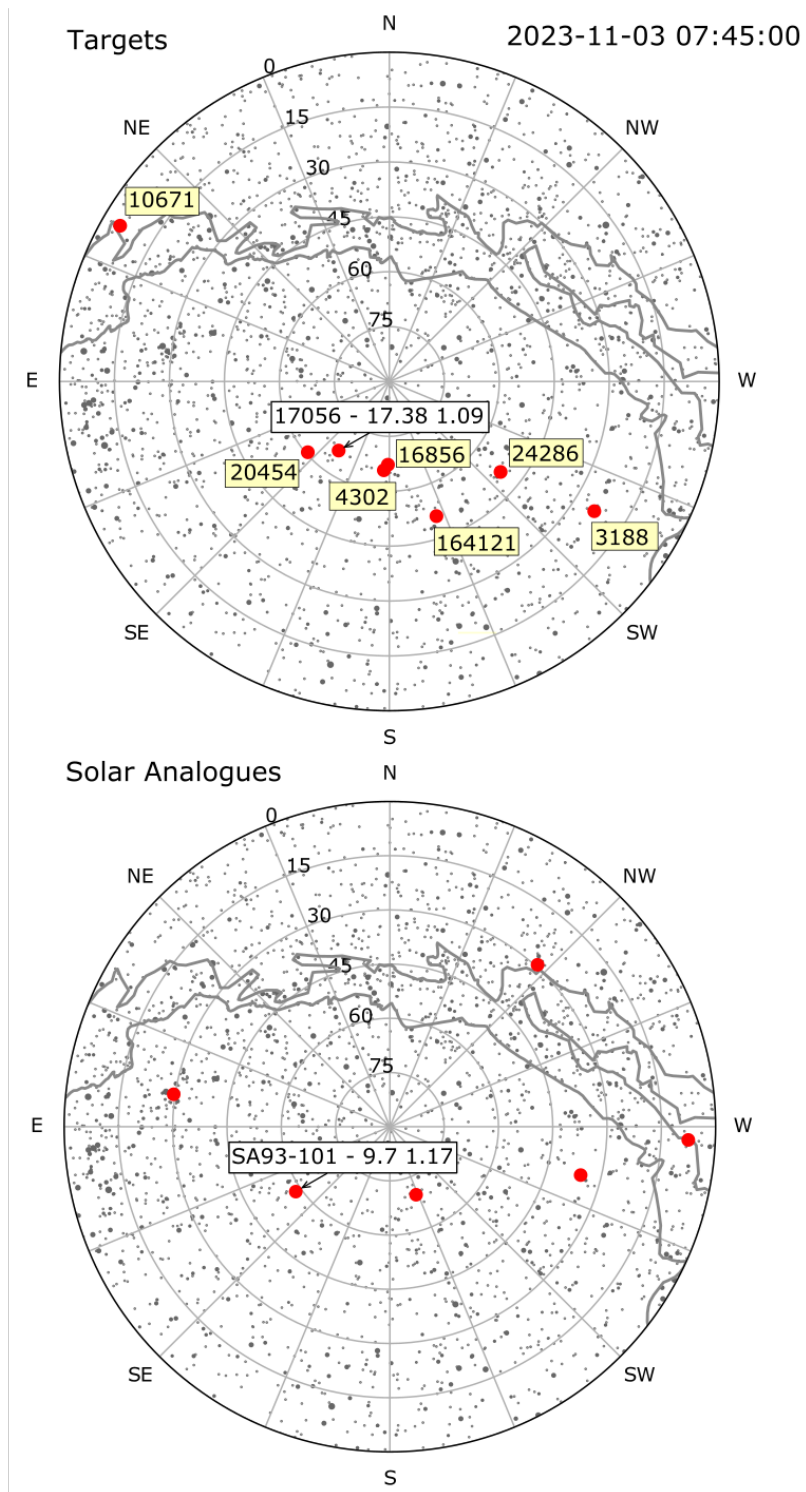 Targets
2023-11-03 07:45:00
N
0
15
NE
NW
30
10671
45
60
75
E
W
17056 - 17.38 1.09
16856
24286
20454
4302
3188
164121
SE
SW
S
Solar Analogues
N
0
NE
NW
15
30
45
60
75
E
W
SA93-101 - 9.7 1.17
SE
SW
S